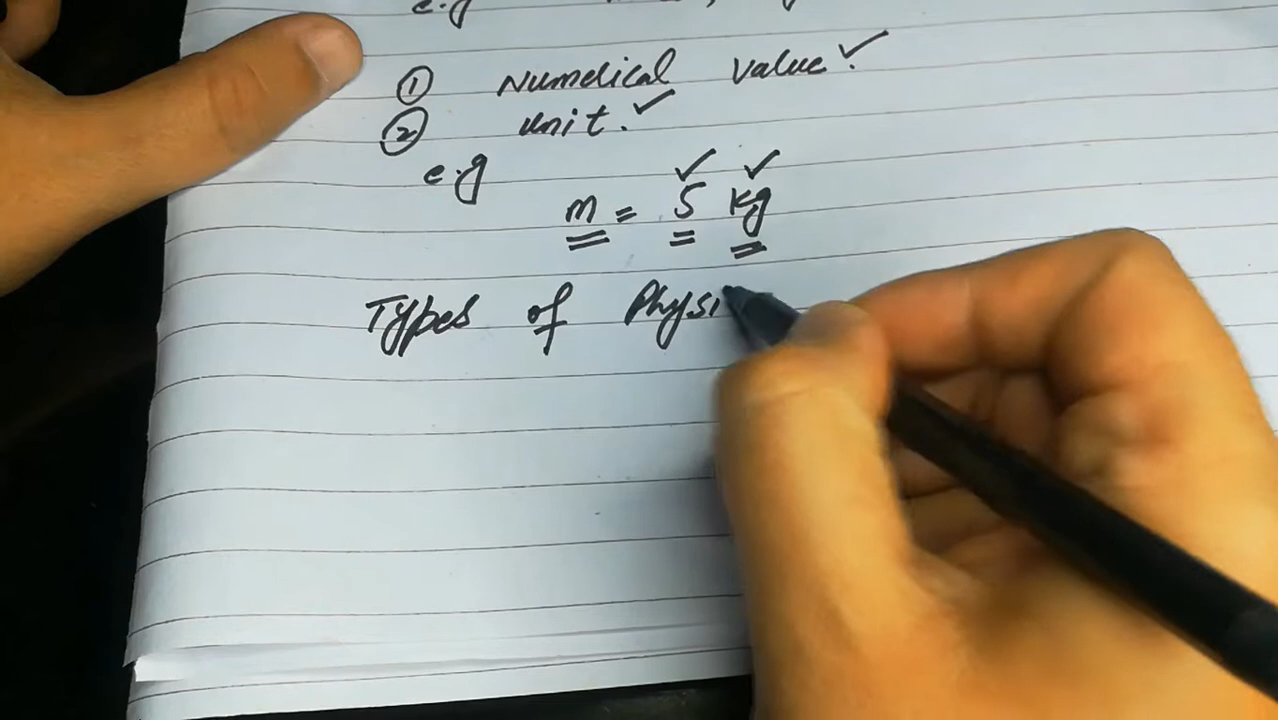 e.g
① Numerical value.✓
② unit.✓
e.g
✓ ✓
m = 5 kg
Types of Physi